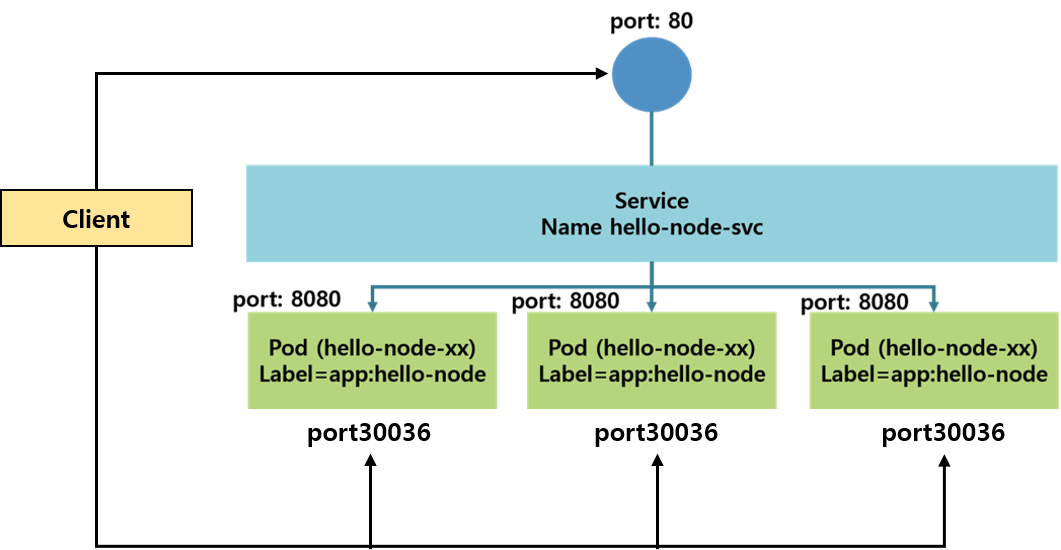 port: 80
Client
Service
Name hello-node-svc
port: 8080
port: 8080
port: 8080
Pod (hello-node-xx)
Label=app:hello-node
Pod (hello-node-xx)
Label=app:hello-node
Pod (hello-node-xx)
Label=app:hello-node
port30036
port30036
port30036